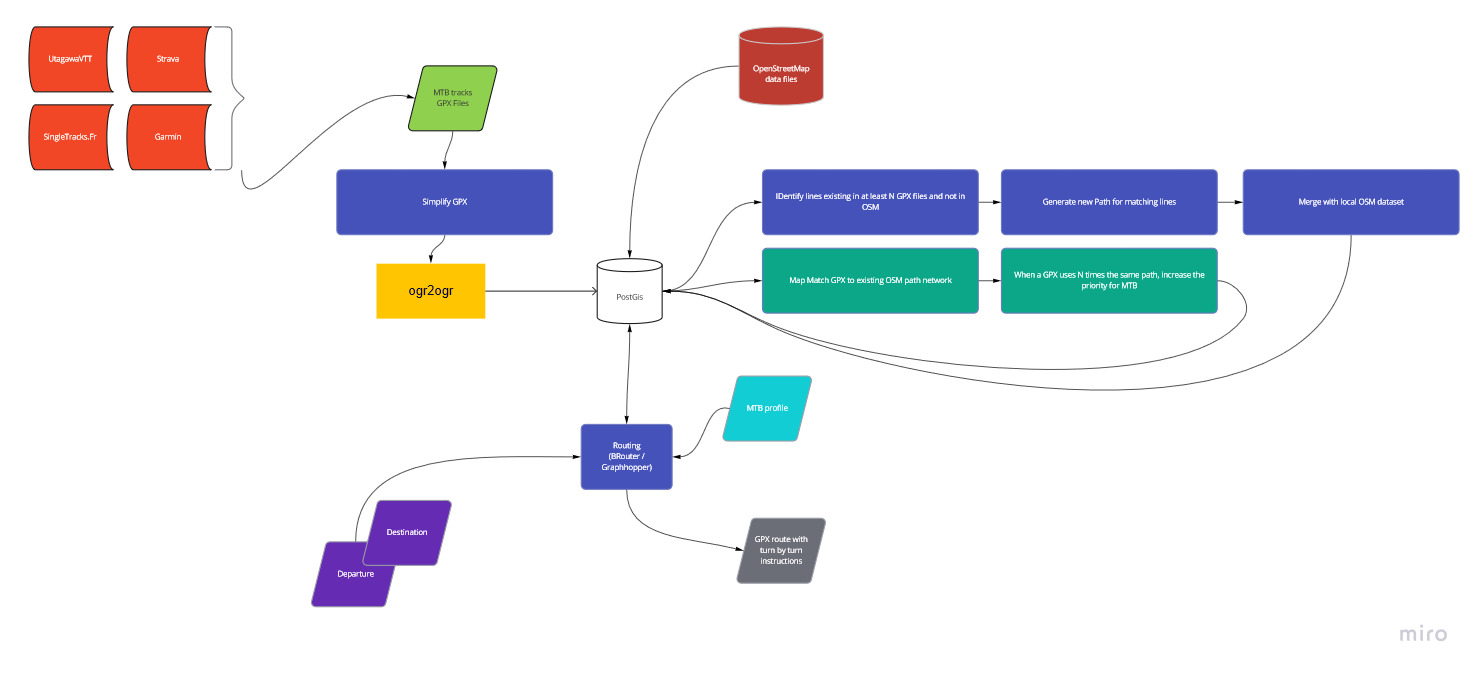 UtagawaVTT
Strava
SingleTracks.Fr
Garmin
MTB tracks
GPX Files
OpenStreetMap
data files
Simplify GPX
IDentify lines existing in at least N GPX files and not in
OSM
Generate new Path for matching lines
Merge with local OSM dataset
ogr2ogr
PostGis
Map Match GPX to existing OSM path network
When a GPX uses N times the same path, increase the
priority for MTB
MTB profile
Routing
(BRouter /
Graphhopper)
Destination
Departure
GPX route with
turn by turn
instructions
miro